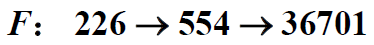 F： 226 → 554 → 36701